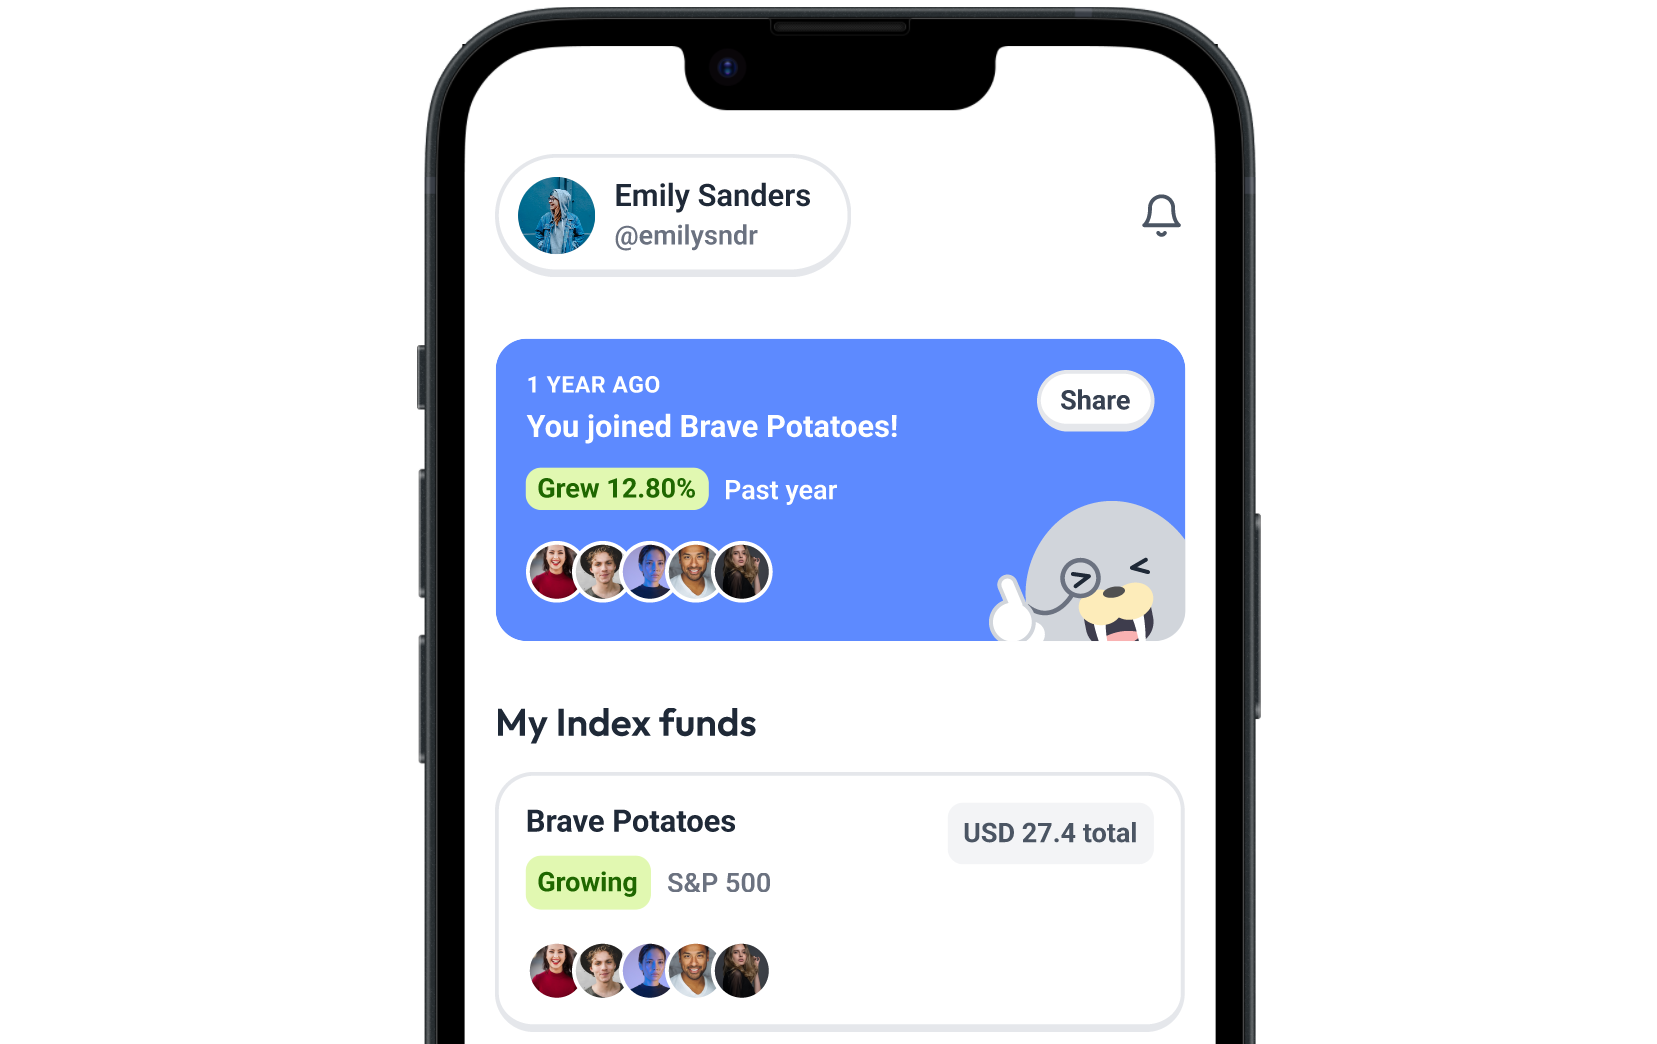 Emily Sanders
@emilysndr
1 YEAR AGO
Share
You joined Brave Potatoes!
Grew 12.80% Past year
My Index funds
Brave Potatoes
USD 27.4 total
Growing S&P 500